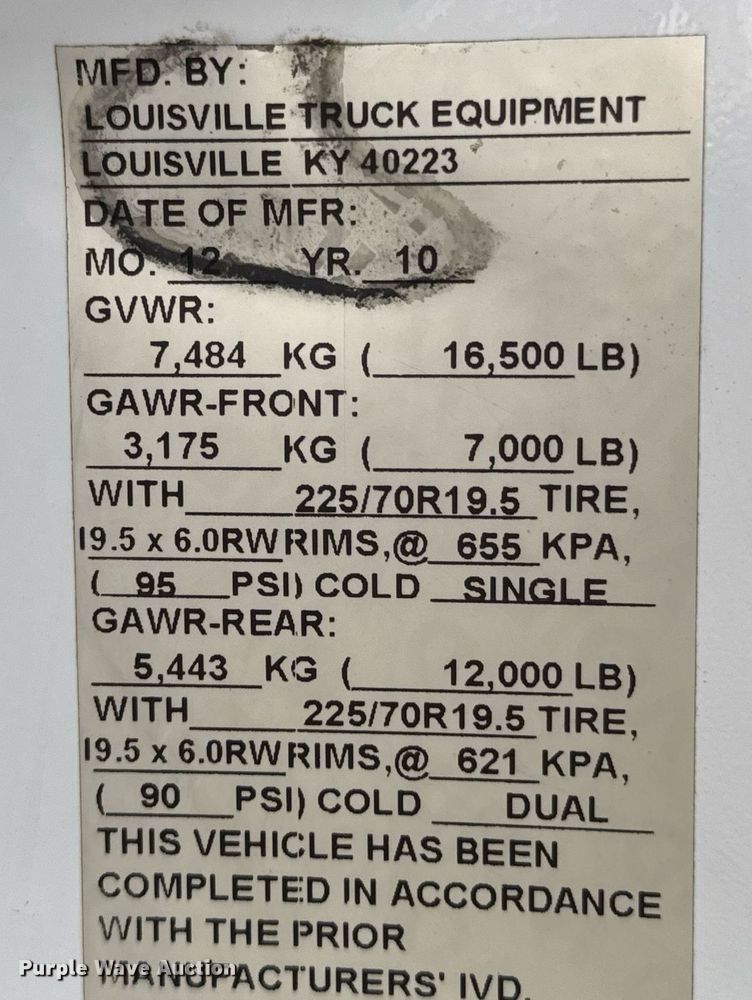 MFD. BY:
LOUISVILLE TRUCK EQUIPMENT
LOUISVILLE KY 40223
DATE OF MFR:
MO. 12 YR. 10
GVWR:
7,484 KG ( 16,500 LB)
GAWR-FRONT:
3,175 KG ( 7,000 LB)
WITH 225/70R19.5 TIRE,
19.5 x 6.0RW RIMS,@ 655 KPA,
( 95 PSI) COLD SINGLE
GAWR-REAR:
5,443 KG ( 12,000 LB)
WITH 225/70R19.5 TIRE,
19.5 x 6.0RW RIMS,@ 621 KPA,
( 90 PSI) COLD DUAL
THIS VEHICLE HAS BEEN
COMPLETED IN ACCORDANCE
WITH THE PRIOR
MANUFACTURERS' IVD.
Purple Wave Auction